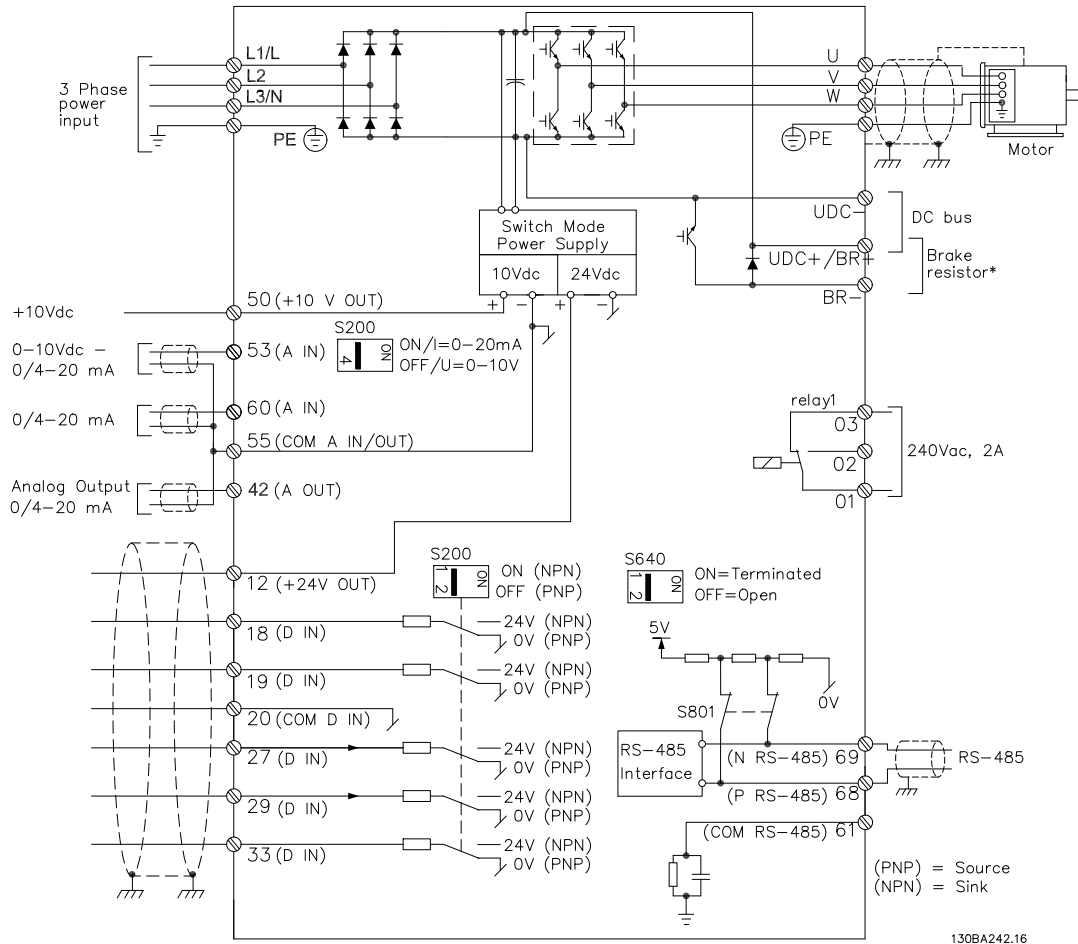 3 Phase
power
input
L1/L
L2
L3/N
PE
U
V
W
PE
Motor
UDC-
DC bus
UDC+/BR+
Brake
resistor*
BR-
Switch Mode
Power Supply
10Vdc
24Vdc
+
-
+
-
+10Vdc
50 (+10 V OUT)
S200
4
ON
ON/I=0-20mA
OFF/U=0-10V
0-10Vdc -
0/4-20 mA
53 (A IN)
0/4-20 mA
60 (A IN)
55 (COM A IN/OUT)
Analog Output
0/4-20 mA
42 (A OUT)
relay1
03
02
01
240Vac, 2A
12 (+24V OUT)
S200
1 2
ON
ON (NPN)
OFF (PNP)
S640
1 2
ON
ON=Terminated
OFF=Open
18 (D IN)
24V (NPN)
0V (PNP)
19 (D IN)
24V (NPN)
0V (PNP)
20 (COM D IN)
27 (D IN)
24V (NPN)
0V (PNP)
29 (D IN)
24V (NPN)
0V (PNP)
33 (D IN)
24V (NPN)
0V (PNP)
5V
0V
S801
RS-485
Interface
(N RS-485) 69
RS-485
(P RS-485) 68
(COM RS-485) 61
(PNP) = Source
(NPN) = Sink
130BA242.16